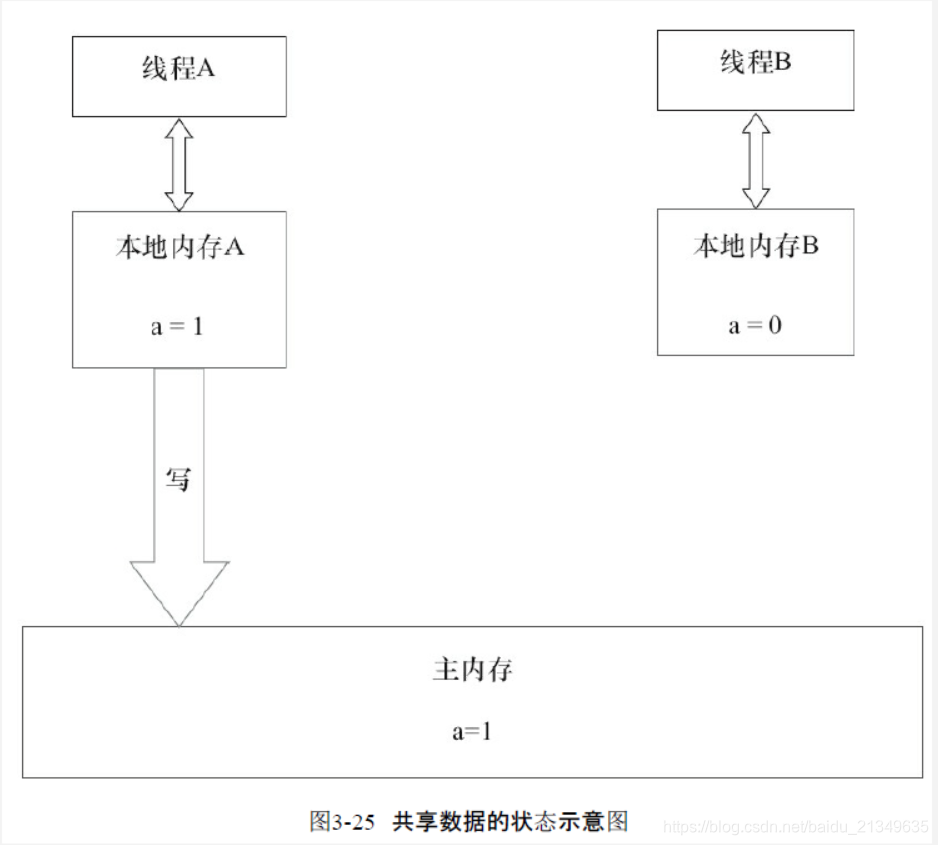 线程A
线程B
本地内存A
本地内存B
a = 1
a = 0
写
主内存
a=1
图3-25 共享数据的状态示意图
https://blog.csdn.net/baidu_21349635